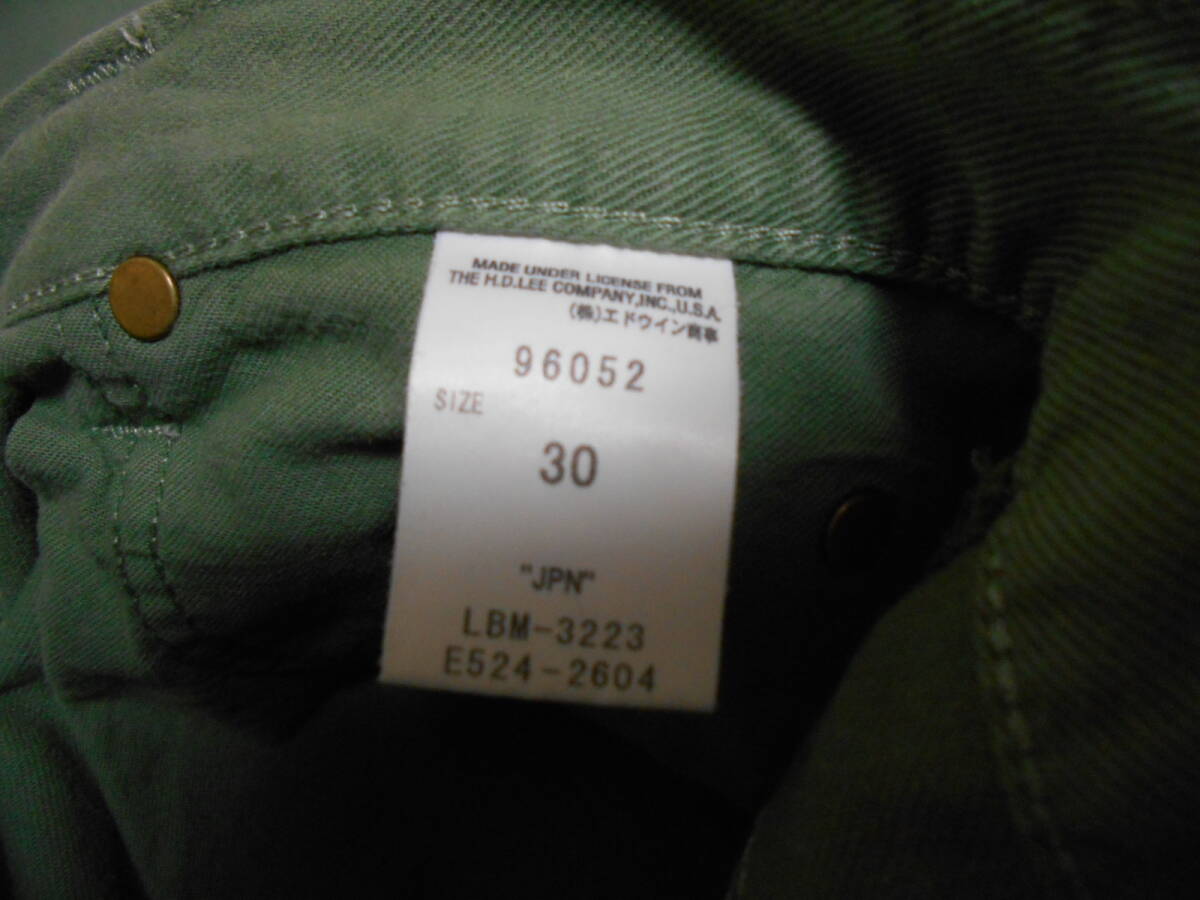 MADE UNDER LICENSE FROM
THE H.D.LEE COMPANY,INC.,U.S.A.
(株)エドウイン商事
96052
SIZE
30
"JPN"
LBM-3223
E524-2604